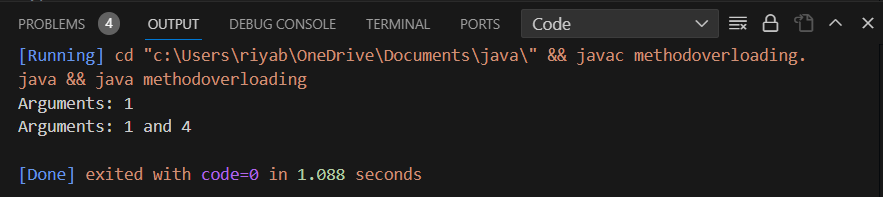 PROBLEMS 4 OUTPUT DEBUG CONSOLE TERMINAL PORTS Code
[Running] cd "c:\Users\riyab\OneDrive\Documents\java\" && javac methodoverloading.
java && java methodoverloading
Arguments: 1
Arguments: 1 and 4
[Done] exited with code=0 in 1.088 seconds